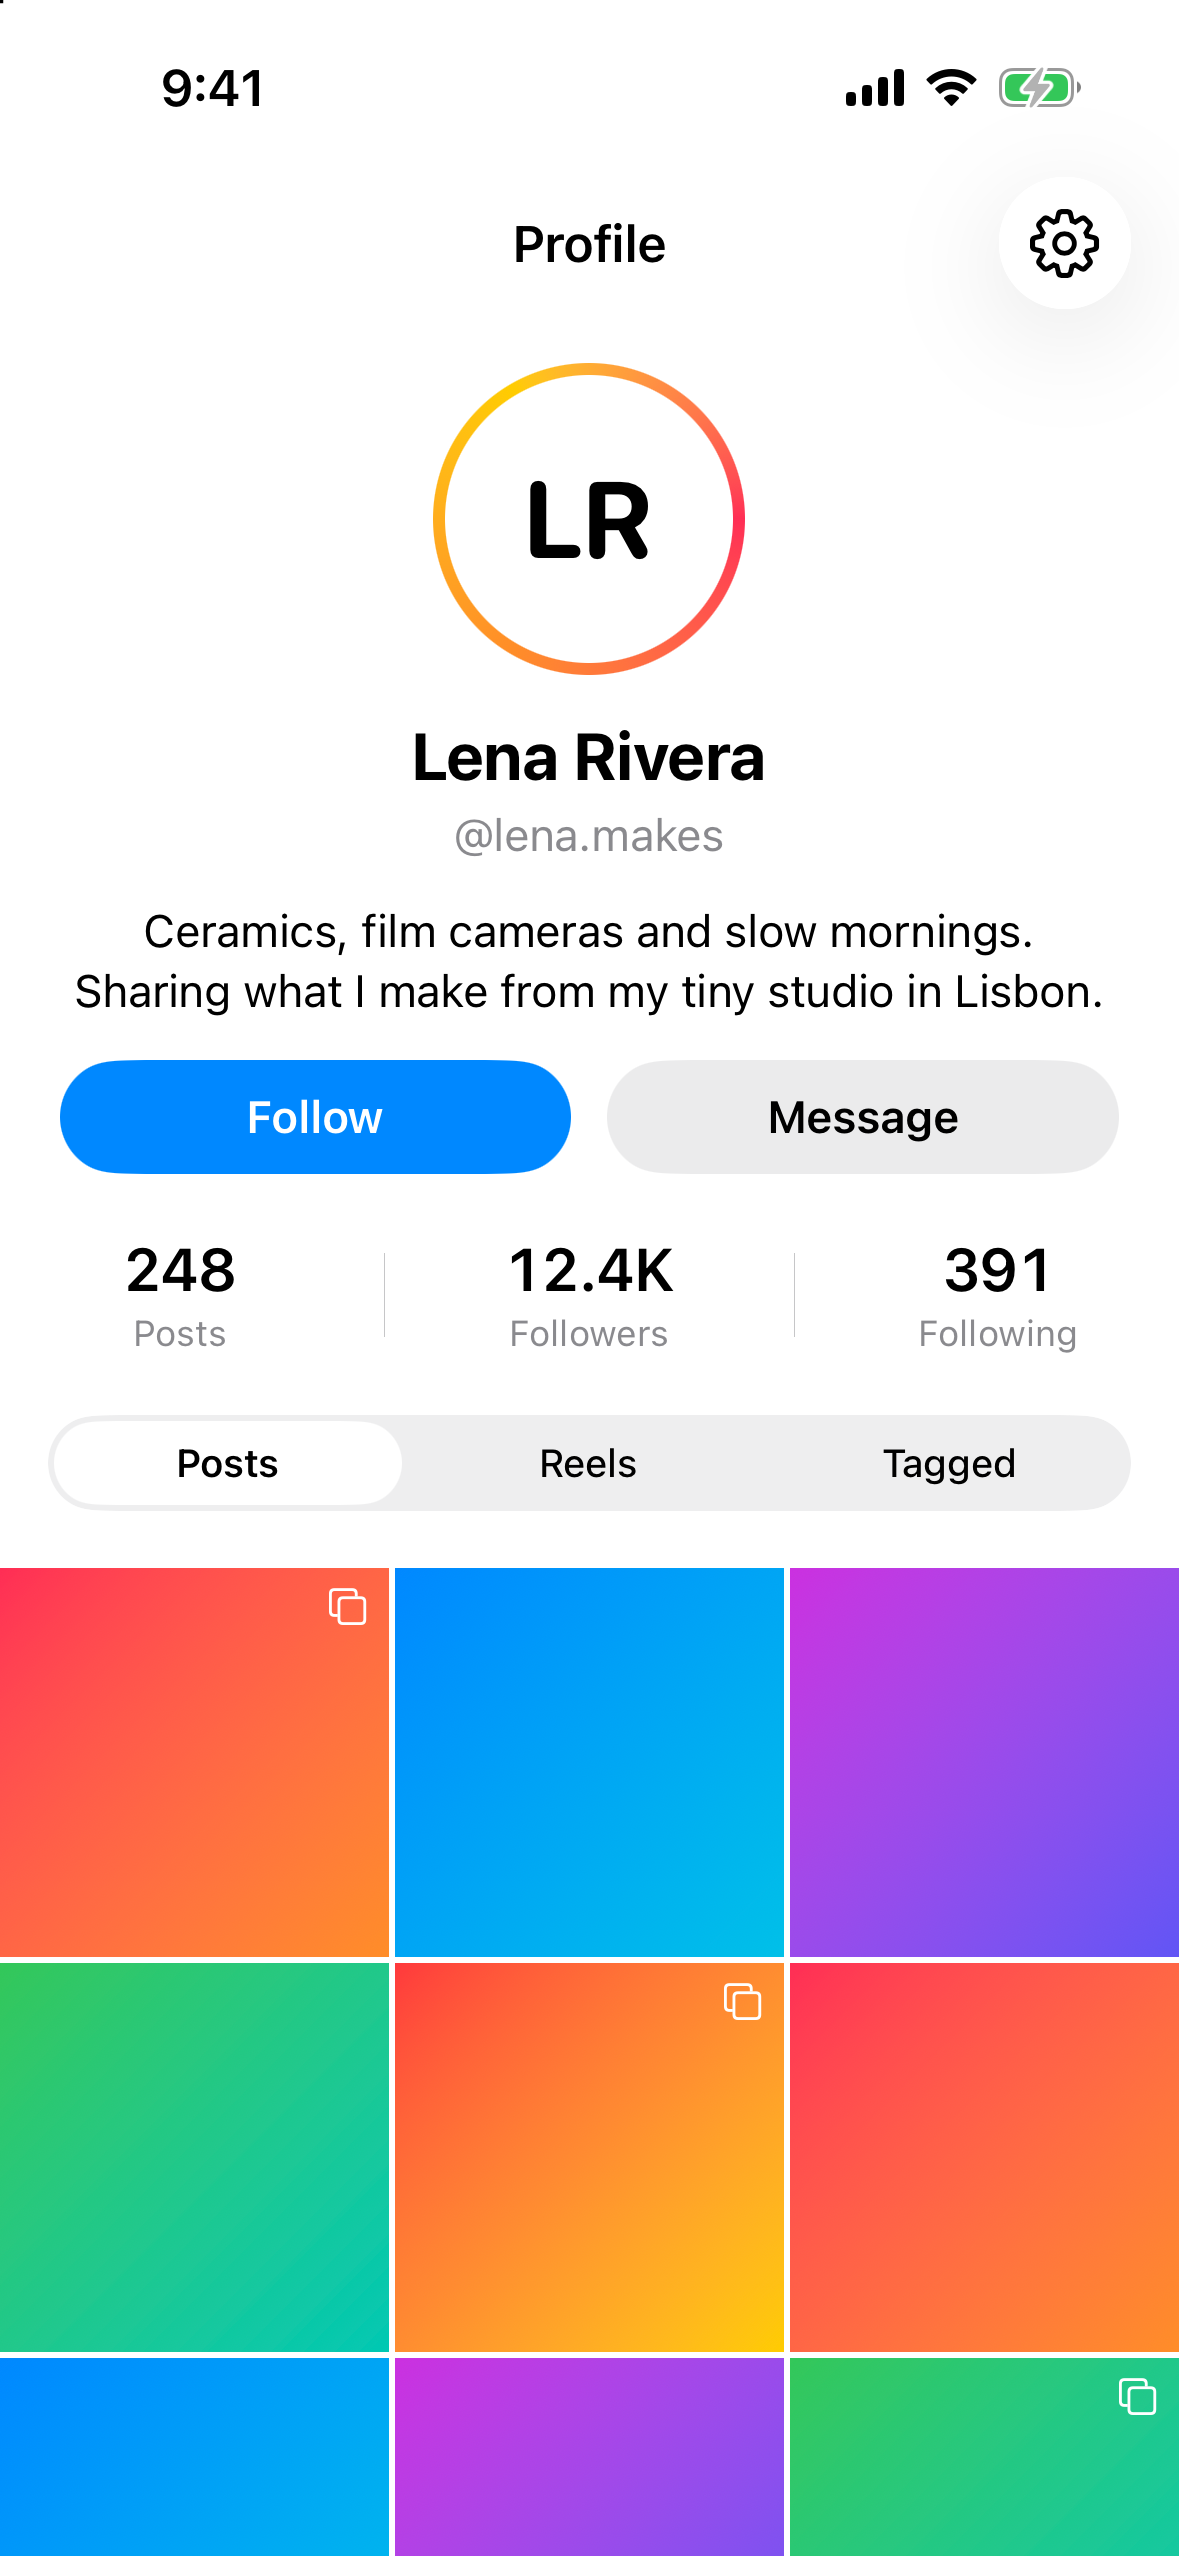 9:41
Profile
LR
Lena Rivera
@lena.makes
Ceramics, film cameras and slow mornings.
Sharing what I make from my tiny studio in Lisbon.
Follow Message
248 12.4K 391
Posts Followers Following
Posts Reels Tagged